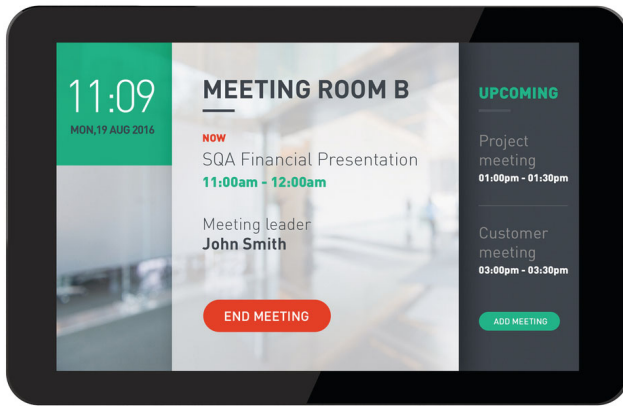 11:09
MON,19 AUG 2016
MEETING ROOM B
NOW
SQA Financial Presentation
11:00am - 12:00am
Meeting leader
John Smith
END MEETING
UPCOMING
Project
meeting
01:00pm - 01:30pm
Customer
meeting
03:00pm - 03:30pm
ADD MEETING